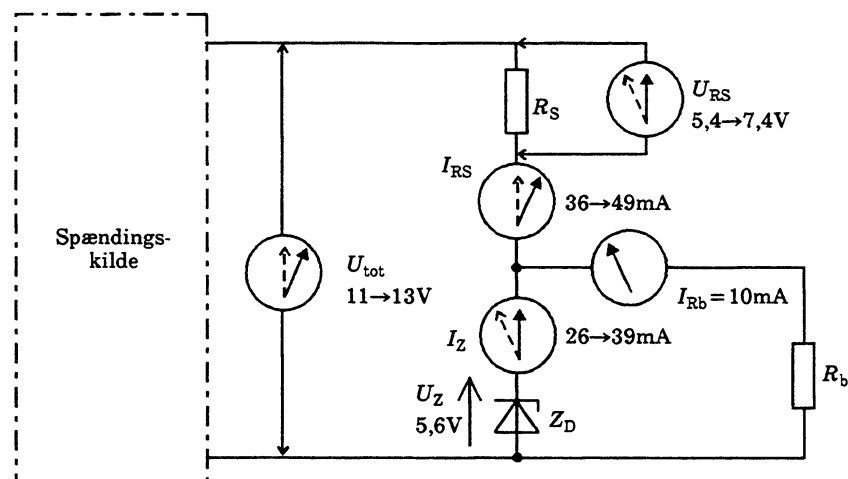 Spændings-
kilde
U_tot
11→13V
R_S
U_RS
5,4→7,4V
I_RS
36→49mA
I_Rb = 10mA
I_Z
26→39mA
U_Z
5,6V
Z_D
R_b